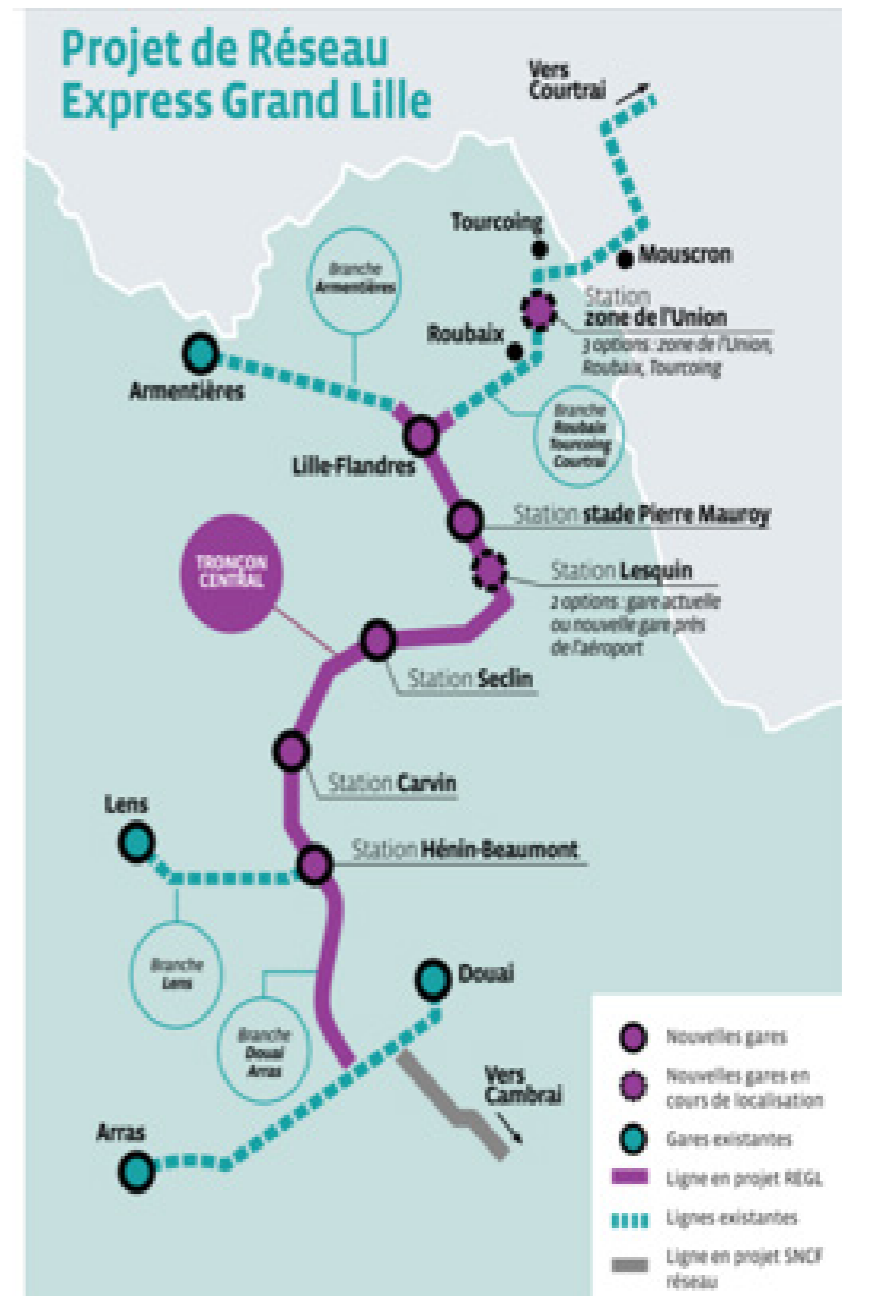 Projet de Réseau
Express Grand Lille
Vers
Courtrai
Tourcoing
Mouscron
Branche
Armentières
Station
zone de l'Union
3 options : zone de l'Union,
Roubaix, Tourcoing
Roubaix
Armentières
Branche
Roubaix
Tourcoing
Courtrai
Lille-Flandres
Station stade Pierre Mauroy
TRONÇON
CENTRAL
Station Lesquin
2 options : gare actuelle
ou nouvelle gare près
de l'aéroport
Station Seclin
Station Carvin
Lens
Station Hénin-Beaumont
Branche
Lens
Douai
Branche
Douai
Arras
Vers
Cambrai
Arras
Nouvelles gares
Nouvelles gares en
cours de localisation
Gares existantes
Ligne en projet REGL
Lignes existantes
Ligne en projet SNCF
réseau